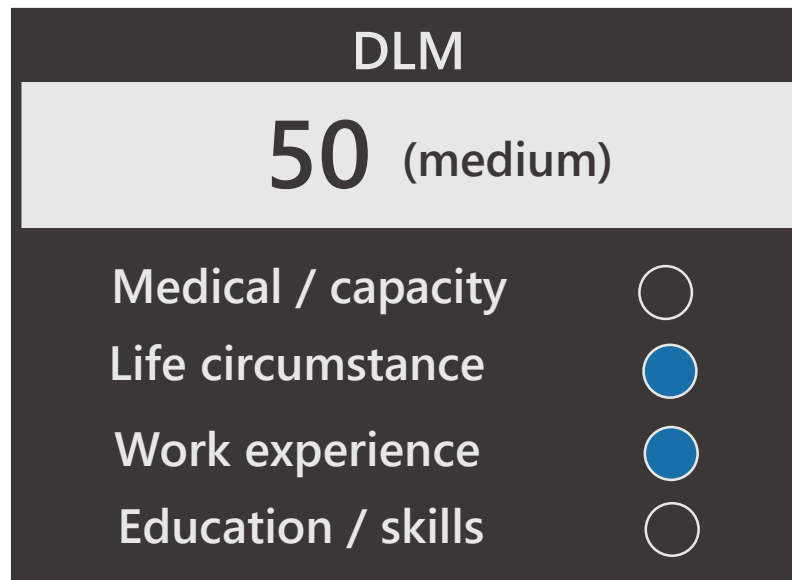 DLM
50 (medium)
Medical / capacity
Life circumstance
Work experience
Education / skills